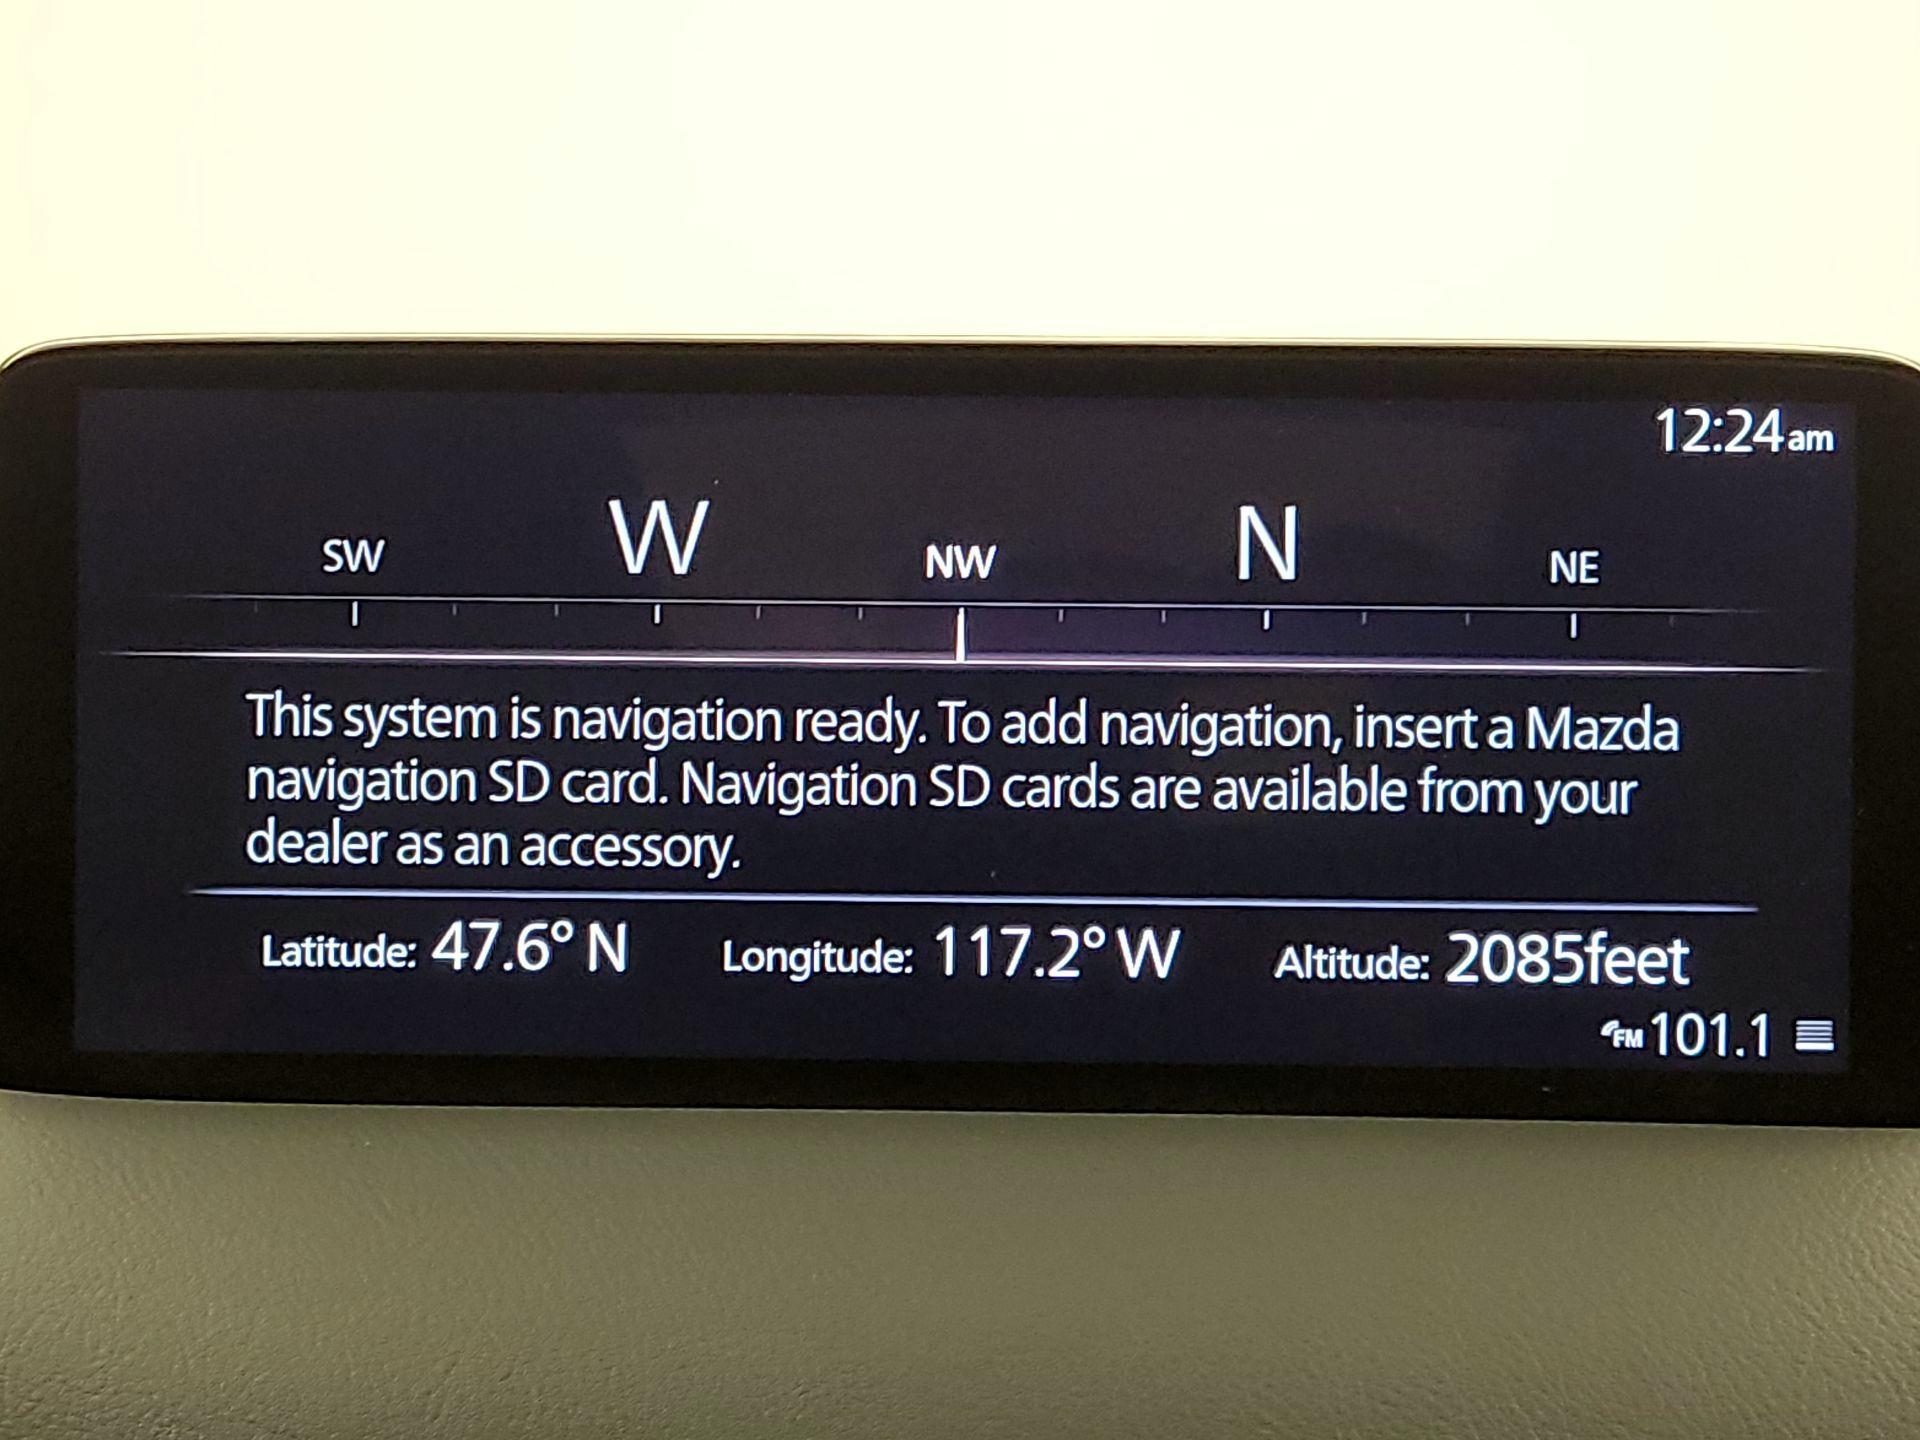 12:24am
SW W NW N NE
This system is navigation ready. To add navigation, insert a Mazda
navigation SD card. Navigation SD cards are available from your
dealer as an accessory.
Latitude: 47.6° N Longitude: 117.2° W Altitude: 2085feet
FM 101.1